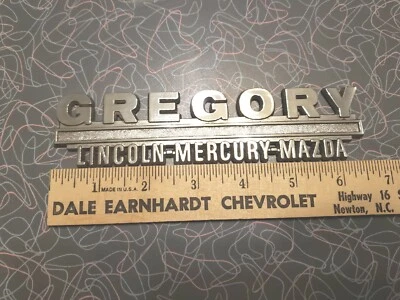 GREGORY
LINCOLN-MERCURY-MAZDA
1 2 3 4 5 6 7
MADE IN U.S.A.
DALE EARNHARDT CHEVROLET
Highway 16 S
Newton, N.C.